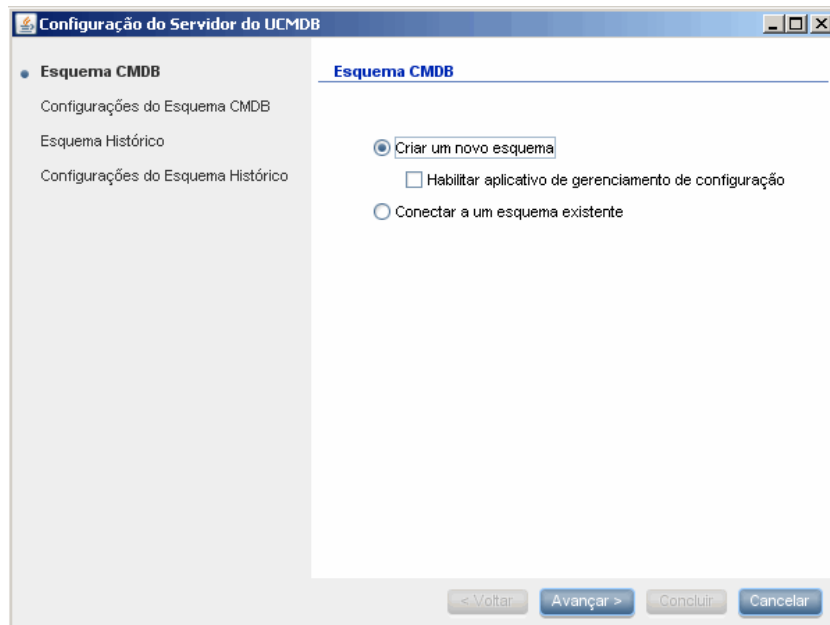 Configuração do Servidor do UCMDB
Esquema CMDB
Configurações do Esquema CMDB
Esquema Histórico
Configurações do Esquema Histórico
Esquema CMDB
Criar um novo esquema
Habilitar aplicativo de gerenciamento de configuração
Conectar a um esquema existente
< Voltar Avançar > Concluir Cancelar